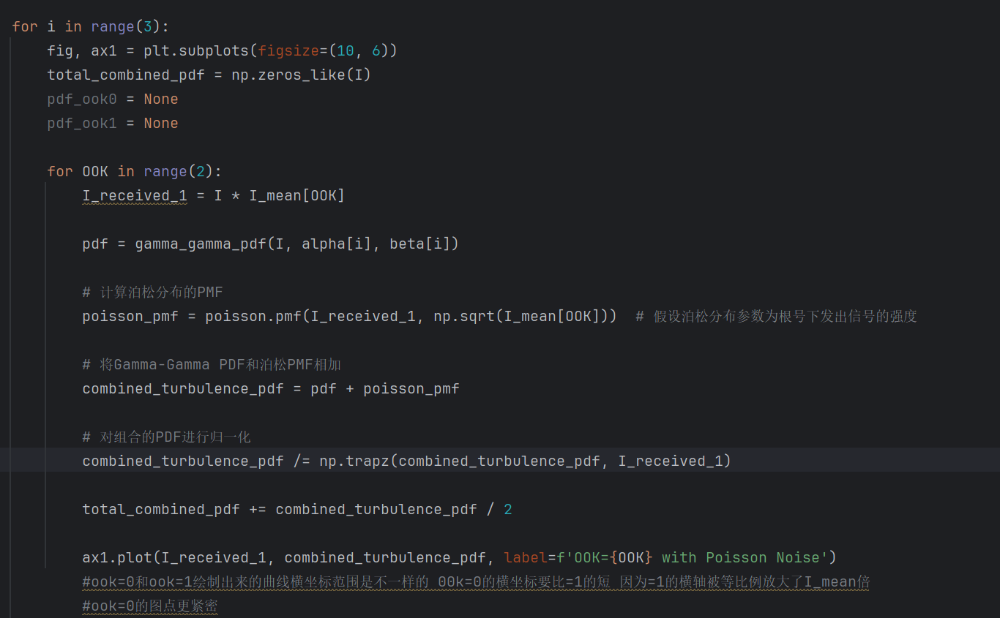 for i in range(3):
    fig, ax1 = plt.subplots(figsize=(10, 6))
    total_combined_pdf = np.zeros_like(I)
    pdf_ook0 = None
    pdf_ook1 = None

    for OOK in range(2):
        I_received_1 = I * I_mean[OOK]

        pdf = gamma_gamma_pdf(I, alpha[i], beta[i])

        # 计算泊松分布的PMF
        poisson_pmf = poisson.pmf(I_received_1, np.sqrt(I_mean[OOK]))  # 假设泊松分布参数为根号下发出信号的强度

        # 将Gamma-Gamma PDF和泊松PMF相加
        combined_turbulence_pdf = pdf + poisson_pmf

        # 对组合的PDF进行归一化
        combined_turbulence_pdf /= np.trapz(combined_turbulence_pdf, I_received_1)

        total_combined_pdf += combined_turbulence_pdf / 2

        ax1.plot(I_received_1, combined_turbulence_pdf, label=f'OOK={OOK} with Poisson Noise')
        #ook=0和ook=1绘制出来的曲线横坐标范围是不一样的 OOk=0的横坐标要比=1的短 因为=1的横轴被等比例放大了I_mean倍
        #ook=0的图点更紧密